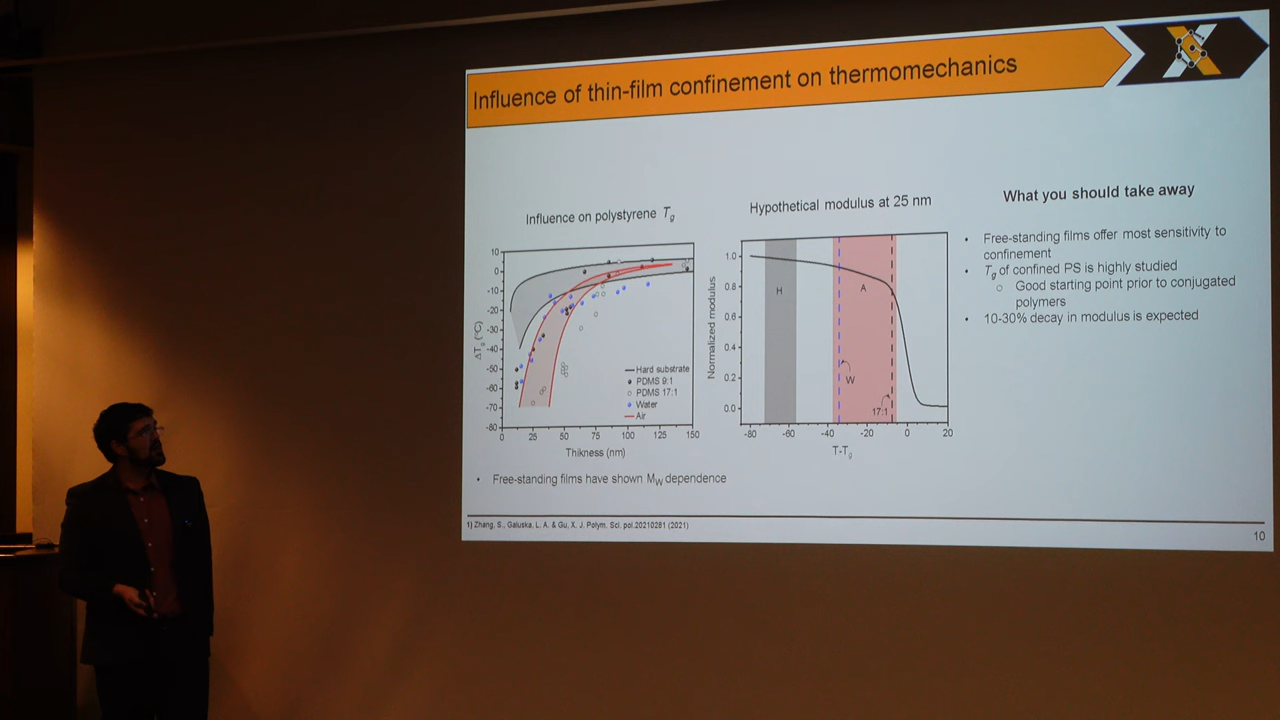 Influence of thin-film confinement on thermomechanics
Influence on polystyrene Tg
10
0
-10
-20
-30
-40
-50
-60
-70
-80
ΔTg (°C)
0 25 50 75 100 125 150
Thikness (nm)
Hard substrate
PDMS 9:1
PDMS 17:1
Water
Air
Hypothetical modulus at 25 nm
1.0
0.8
0.6
0.4
0.2
0.0
Normalized modulus
H
A
W
17:1
-80 -60 -40 -20 0 20
T-Tg
What you should take away
• Free-standing films offer most sensitivity to
confinement
• Tg of confined PS is highly studied
○ Good starting point prior to conjugated
polymers
• 10-30% decay in modulus is expected
• Free-standing films have shown MW dependence
1) Zhang, S., Galuska, L. A. & Gu, X. J. Polym. Sci. pol.20210281 (2021)
10